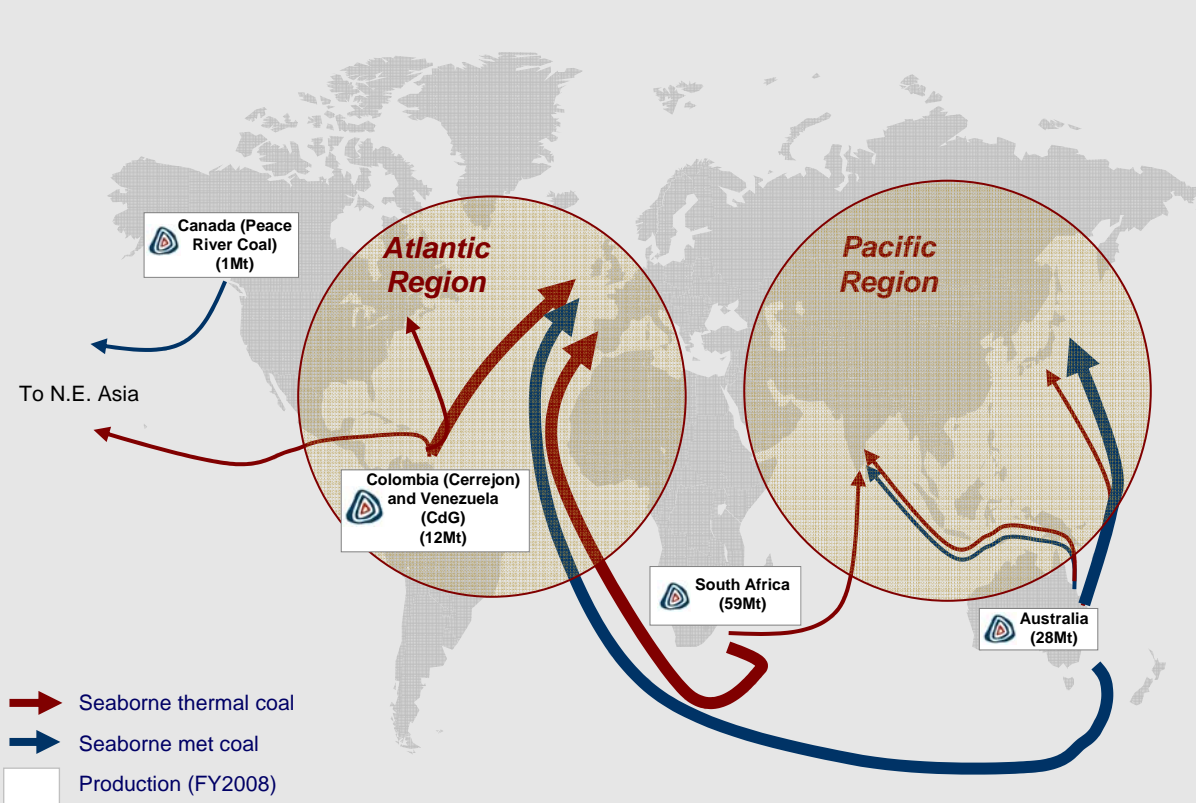 Canada (Peace
River Coal)
(1Mt)
Atlantic
Region
Pacific
Region
To N.E. Asia
Colombia (Cerrejon)
and Venezuela
(CdG)
(12Mt)
South Africa
(59Mt)
Australia
(28Mt)
Seaborne thermal coal
Seaborne met coal
Production (FY2008)